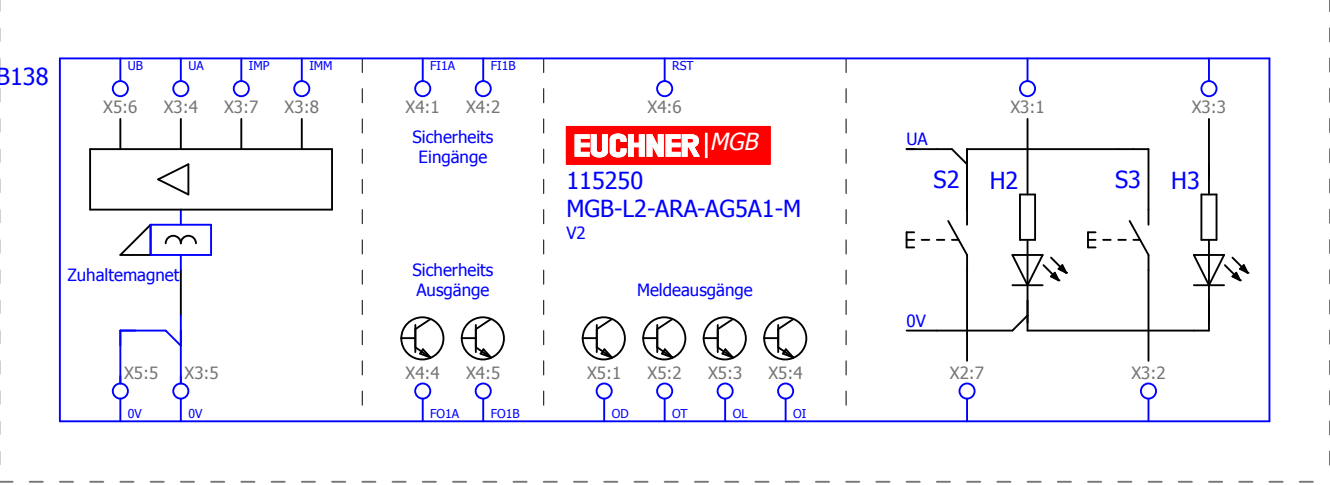 UB UA IMP IMM FI1A FI1B RST
B138
X5:6 X3:4 X3:7 X3:8 X4:1 X4:2 X4:6 X3:1 X3:3
Sicherheits
Eingänge
EUCHNER|MGB
115250
MGB-L2-ARA-AG5A1-M
V2
UA
S2 H2 S3 H3
Zuhaltemagnet
Sicherheits
Ausgänge
Meldeausgänge
0V
X5:5 X3:5 X4:4 X4:5 X5:1 X5:2 X5:3 X5:4 X2:7 X3:2
0V 0V FO1A FO1B OD OT OL OI